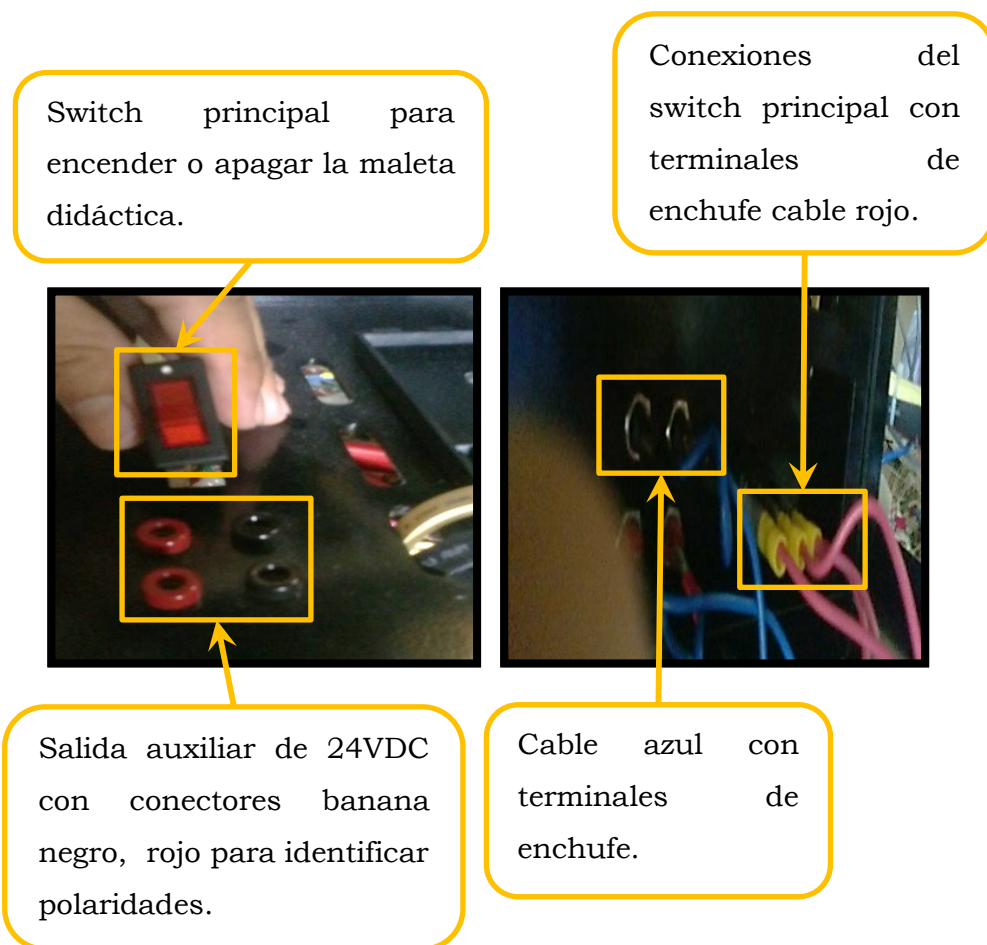 Switch principal para
encender o apagar la maleta
didáctica.
Conexiones del
switch principal con
terminales de
enchufe cable rojo.
Salida auxiliar de 24VDC
con conectores banana
negro, rojo para identificar
polaridades.
Cable azul con
terminales de
enchufe.